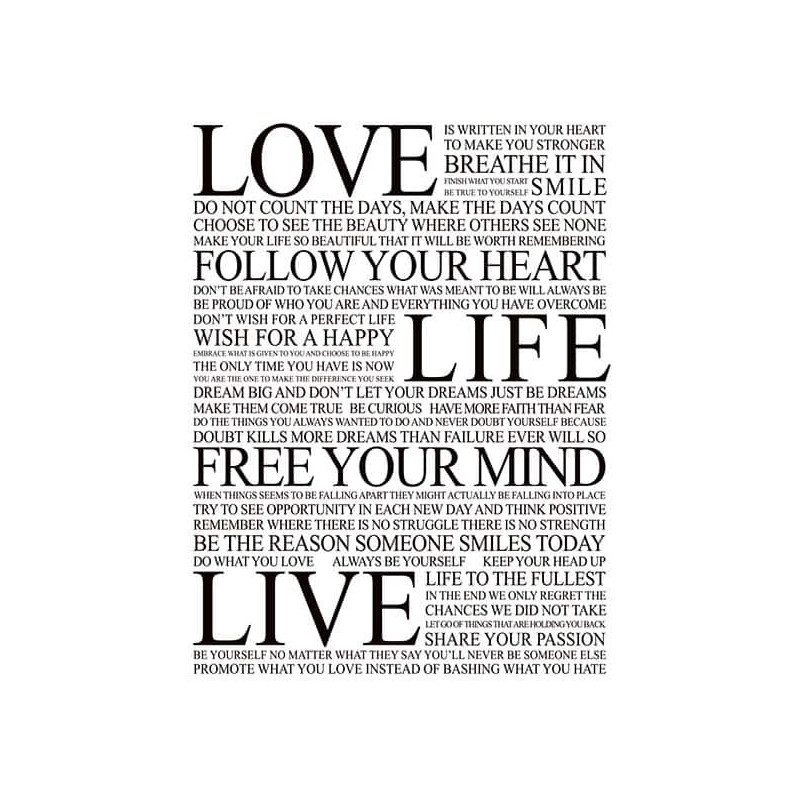 LOVE
IS WRITTEN IN YOUR HEART
TO MAKE YOU STRONGER
BREATHE IT IN
FINISH WHAT YOU START
BE TRUE TO YOURSELF
SMILE
DO NOT COUNT THE DAYS, MAKE THE DAYS COUNT
CHOOSE TO SEE THE BEAUTY WHERE OTHERS SEE NONE
MAKE YOUR LIFE SO BEAUTIFUL THAT IT WILL BE WORTH REMEMBERING
FOLLOW YOUR HEART
DON'T BE AFRAID TO TAKE CHANCES WHAT WAS MEANT TO BE WILL ALWAYS BE
BE PROUD OF WHO YOU ARE AND EVERYTHING YOU HAVE OVERCOME
DON'T WISH FOR A PERFECT LIFE
WISH FOR A HAPPY
LIFE
EMBRACE WHAT IS GIVEN TO YOU AND CHOOSE TO BE HAPPY
THE ONLY TIME YOU HAVE IS NOW
YOU ARE THE ONE TO MAKE THE DIFFERENCE YOU SEEK
DREAM BIG AND DON'T LET YOUR DREAMS JUST BE DREAMS
MAKE THEM COME TRUE BE CURIOUS HAVE MORE FAITH THAN FEAR
DO THE THINGS YOU ALWAYS WANTED TO DO AND NEVER DOUBT YOURSELF BECAUSE
DOUBT KILLS MORE DREAMS THAN FAILURE EVER WILL SO
FREE YOUR MIND
WHEN THINGS SEEMS TO BE FALLING APART THEY MIGHT ACTUALLY BE FALLING INTO PLACE
TRY TO SEE OPPORTUNITY IN EACH NEW DAY AND THINK POSITIVE
REMEMBER WHERE THERE IS NO STRUGGLE THERE IS NO STRENGTH
BE THE REASON SOMEONE SMILES TODAY
DO WHAT YOU LOVE ALWAYS BE YOURSELF KEEP YOUR HEAD UP
LIVE
LIFE TO THE FULLEST
IN THE END WE ONLY REGRET THE
CHANCES WE DID NOT TAKE
LET GO OF THINGS THAT ARE HOLDING YOU BACK
SHARE YOUR PASSION
BE YOURSELF NO MATTER WHAT THEY SAY YOU'LL NEVER BE SOMEONE ELSE
PROMOTE WHAT YOU LOVE INSTEAD OF BASHING WHAT YOU HATE